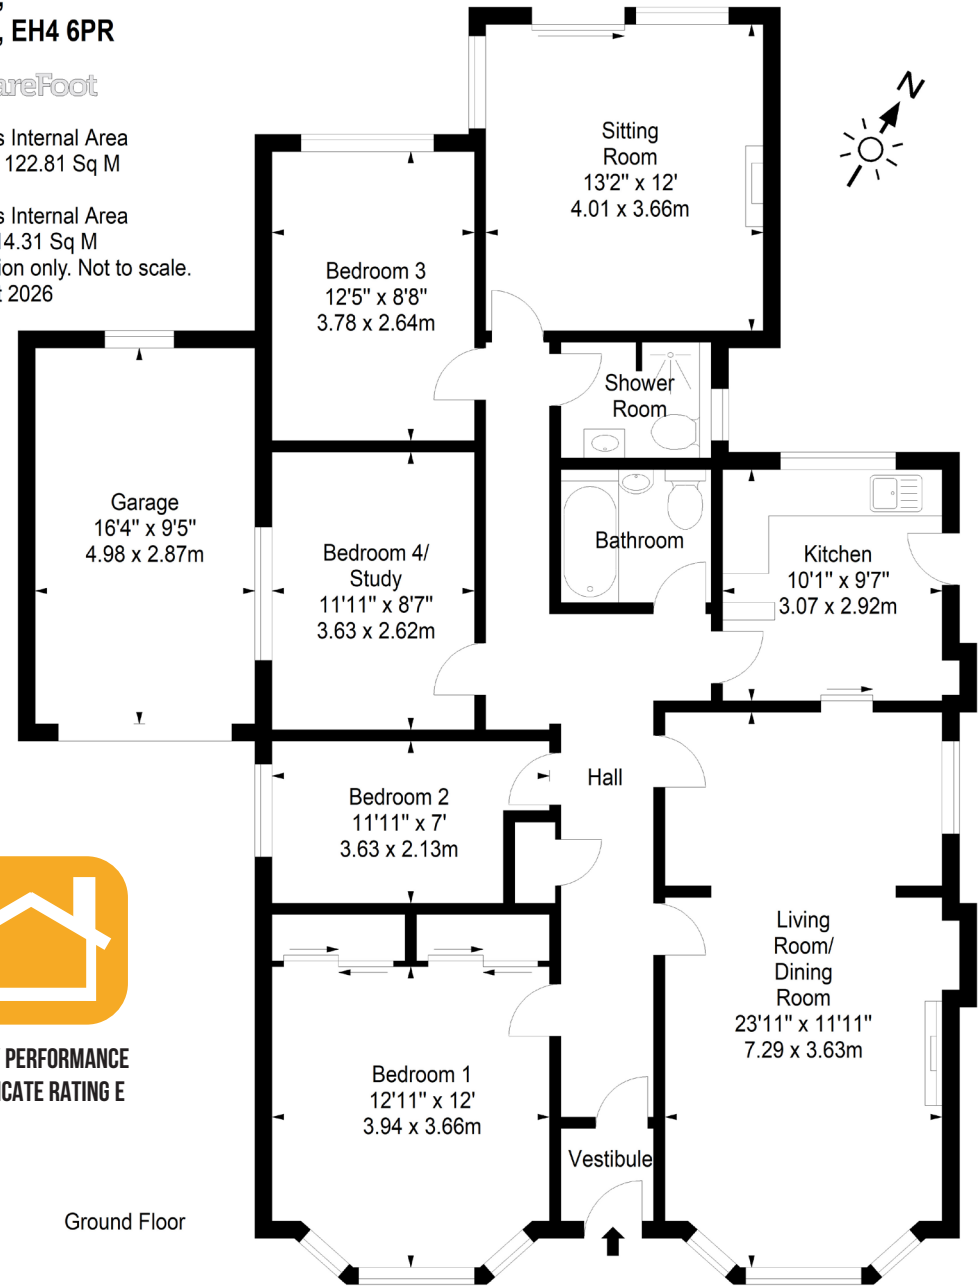 , EH4 6PR
areFoot
s Internal Area
122.81 Sq M
s Internal Area
4.31 Sq M
ion only. Not to scale.
t 2026
N
Sitting
Room
13'2" x 12'
4.01 x 3.66m
Bedroom 3
12'5" x 8'8"
3.78 x 2.64m
Shower
Room
Garage
16'4" x 9'5"
4.98 x 2.87m
Bedroom 4/
Study
11'11" x 8'7"
3.63 x 2.62m
Bathroom
Kitchen
10'1" x 9'7"
3.07 x 2.92m
Hall
Bedroom 2
11'11" x 7'
3.63 x 2.13m
Living
Room/
Dining
Room
23'11" x 11'11"
7.29 x 3.63m
PERFORMANCE
ICATE RATING E
Bedroom 1
12'11" x 12'
3.94 x 3.66m
Vestibule
Ground Floor